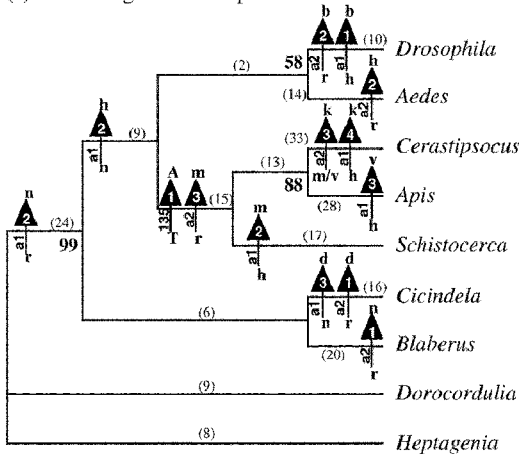 b b
2 1 (10) Drosophila
58 a2 a1 h
(2) r h 2
(14) a2 Aedes
h r
2 (9) k k
a1 (33) 3 4 Cerastipsocus
n a2 a1
(13) m/v h v
A m 88 3 Apis
n 1 3 (15) (28) a1
2 (24) 135 a2 m h
a1 T r 2 (17) Schistocerca
r 99 a1
h d d
3 1 (16) Cicindela
a1 a2 n
(6) n r 1
(20) a2 Blaberus
r
(9) Dorocordulia
(8) Heptagenia